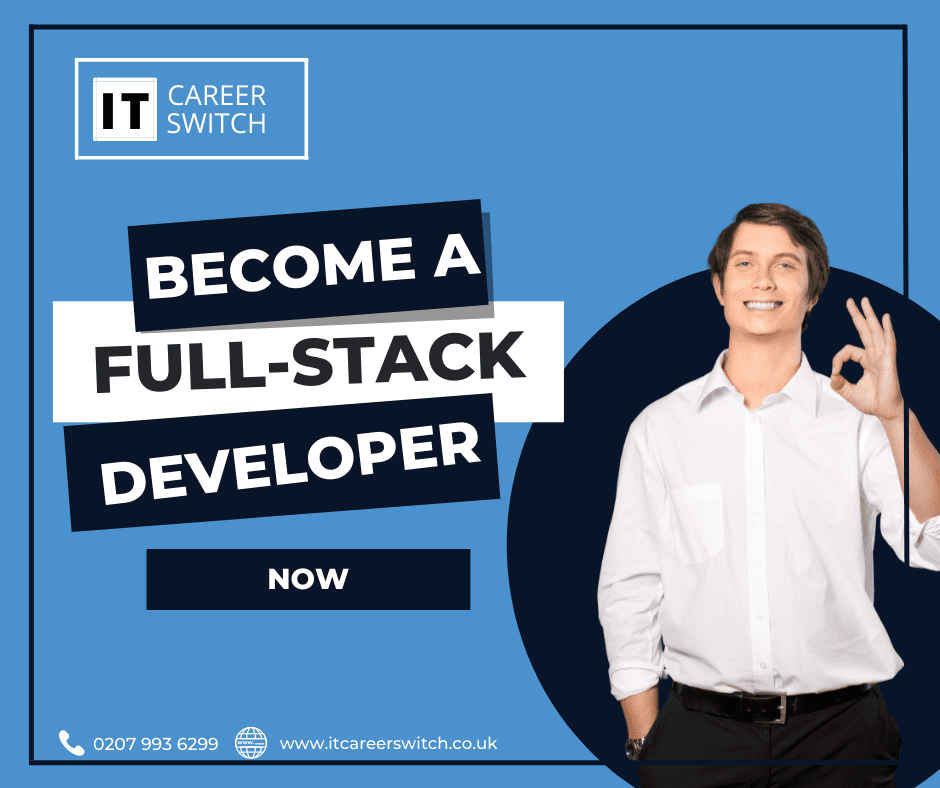 IT CAREER
SWITCH
BECOME A
FULL-STACK
DEVELOPER
NOW
0207 993 6299 www.itcareerswitch.co.uk